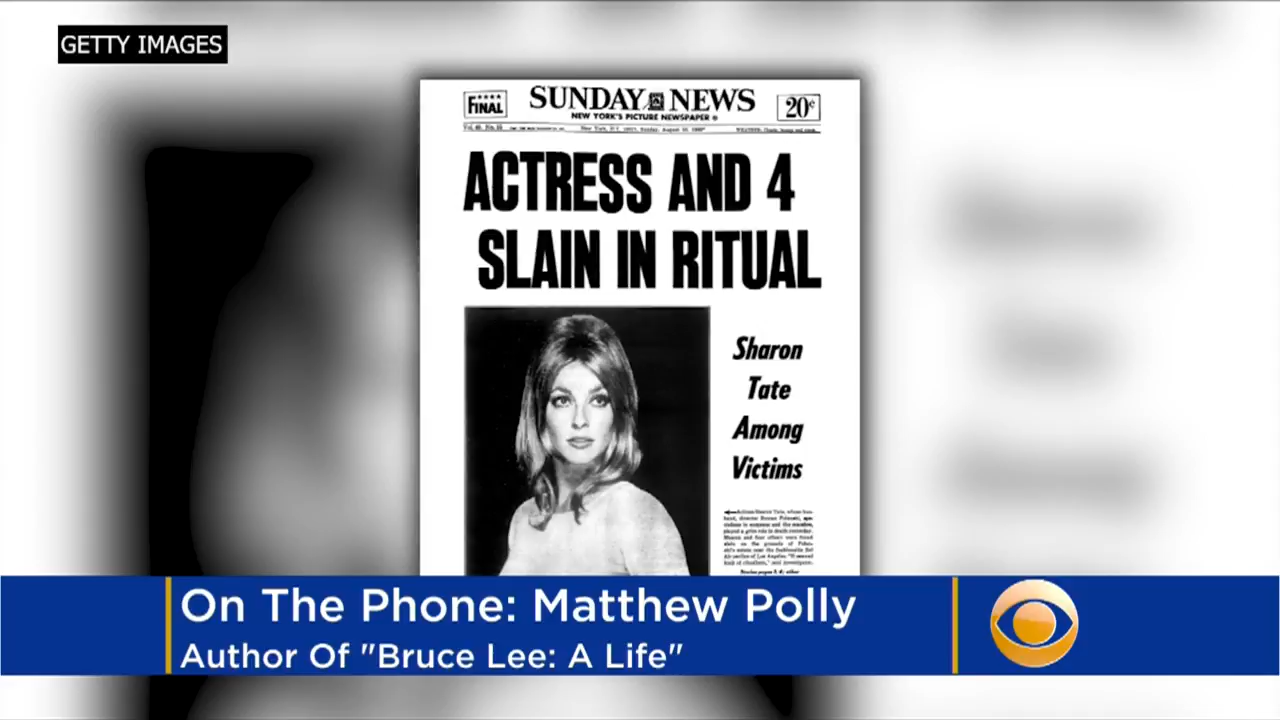 GETTY IMAGES
FINAL
SUNDAY NEWS
20¢
NEW YORK'S PICTURE NEWSPAPER
ACTRESS AND 4
SLAIN IN RITUAL
Sharon
Tate
Among
Victims
On The Phone: Matthew Polly
Author Of "Bruce Lee: A Life"